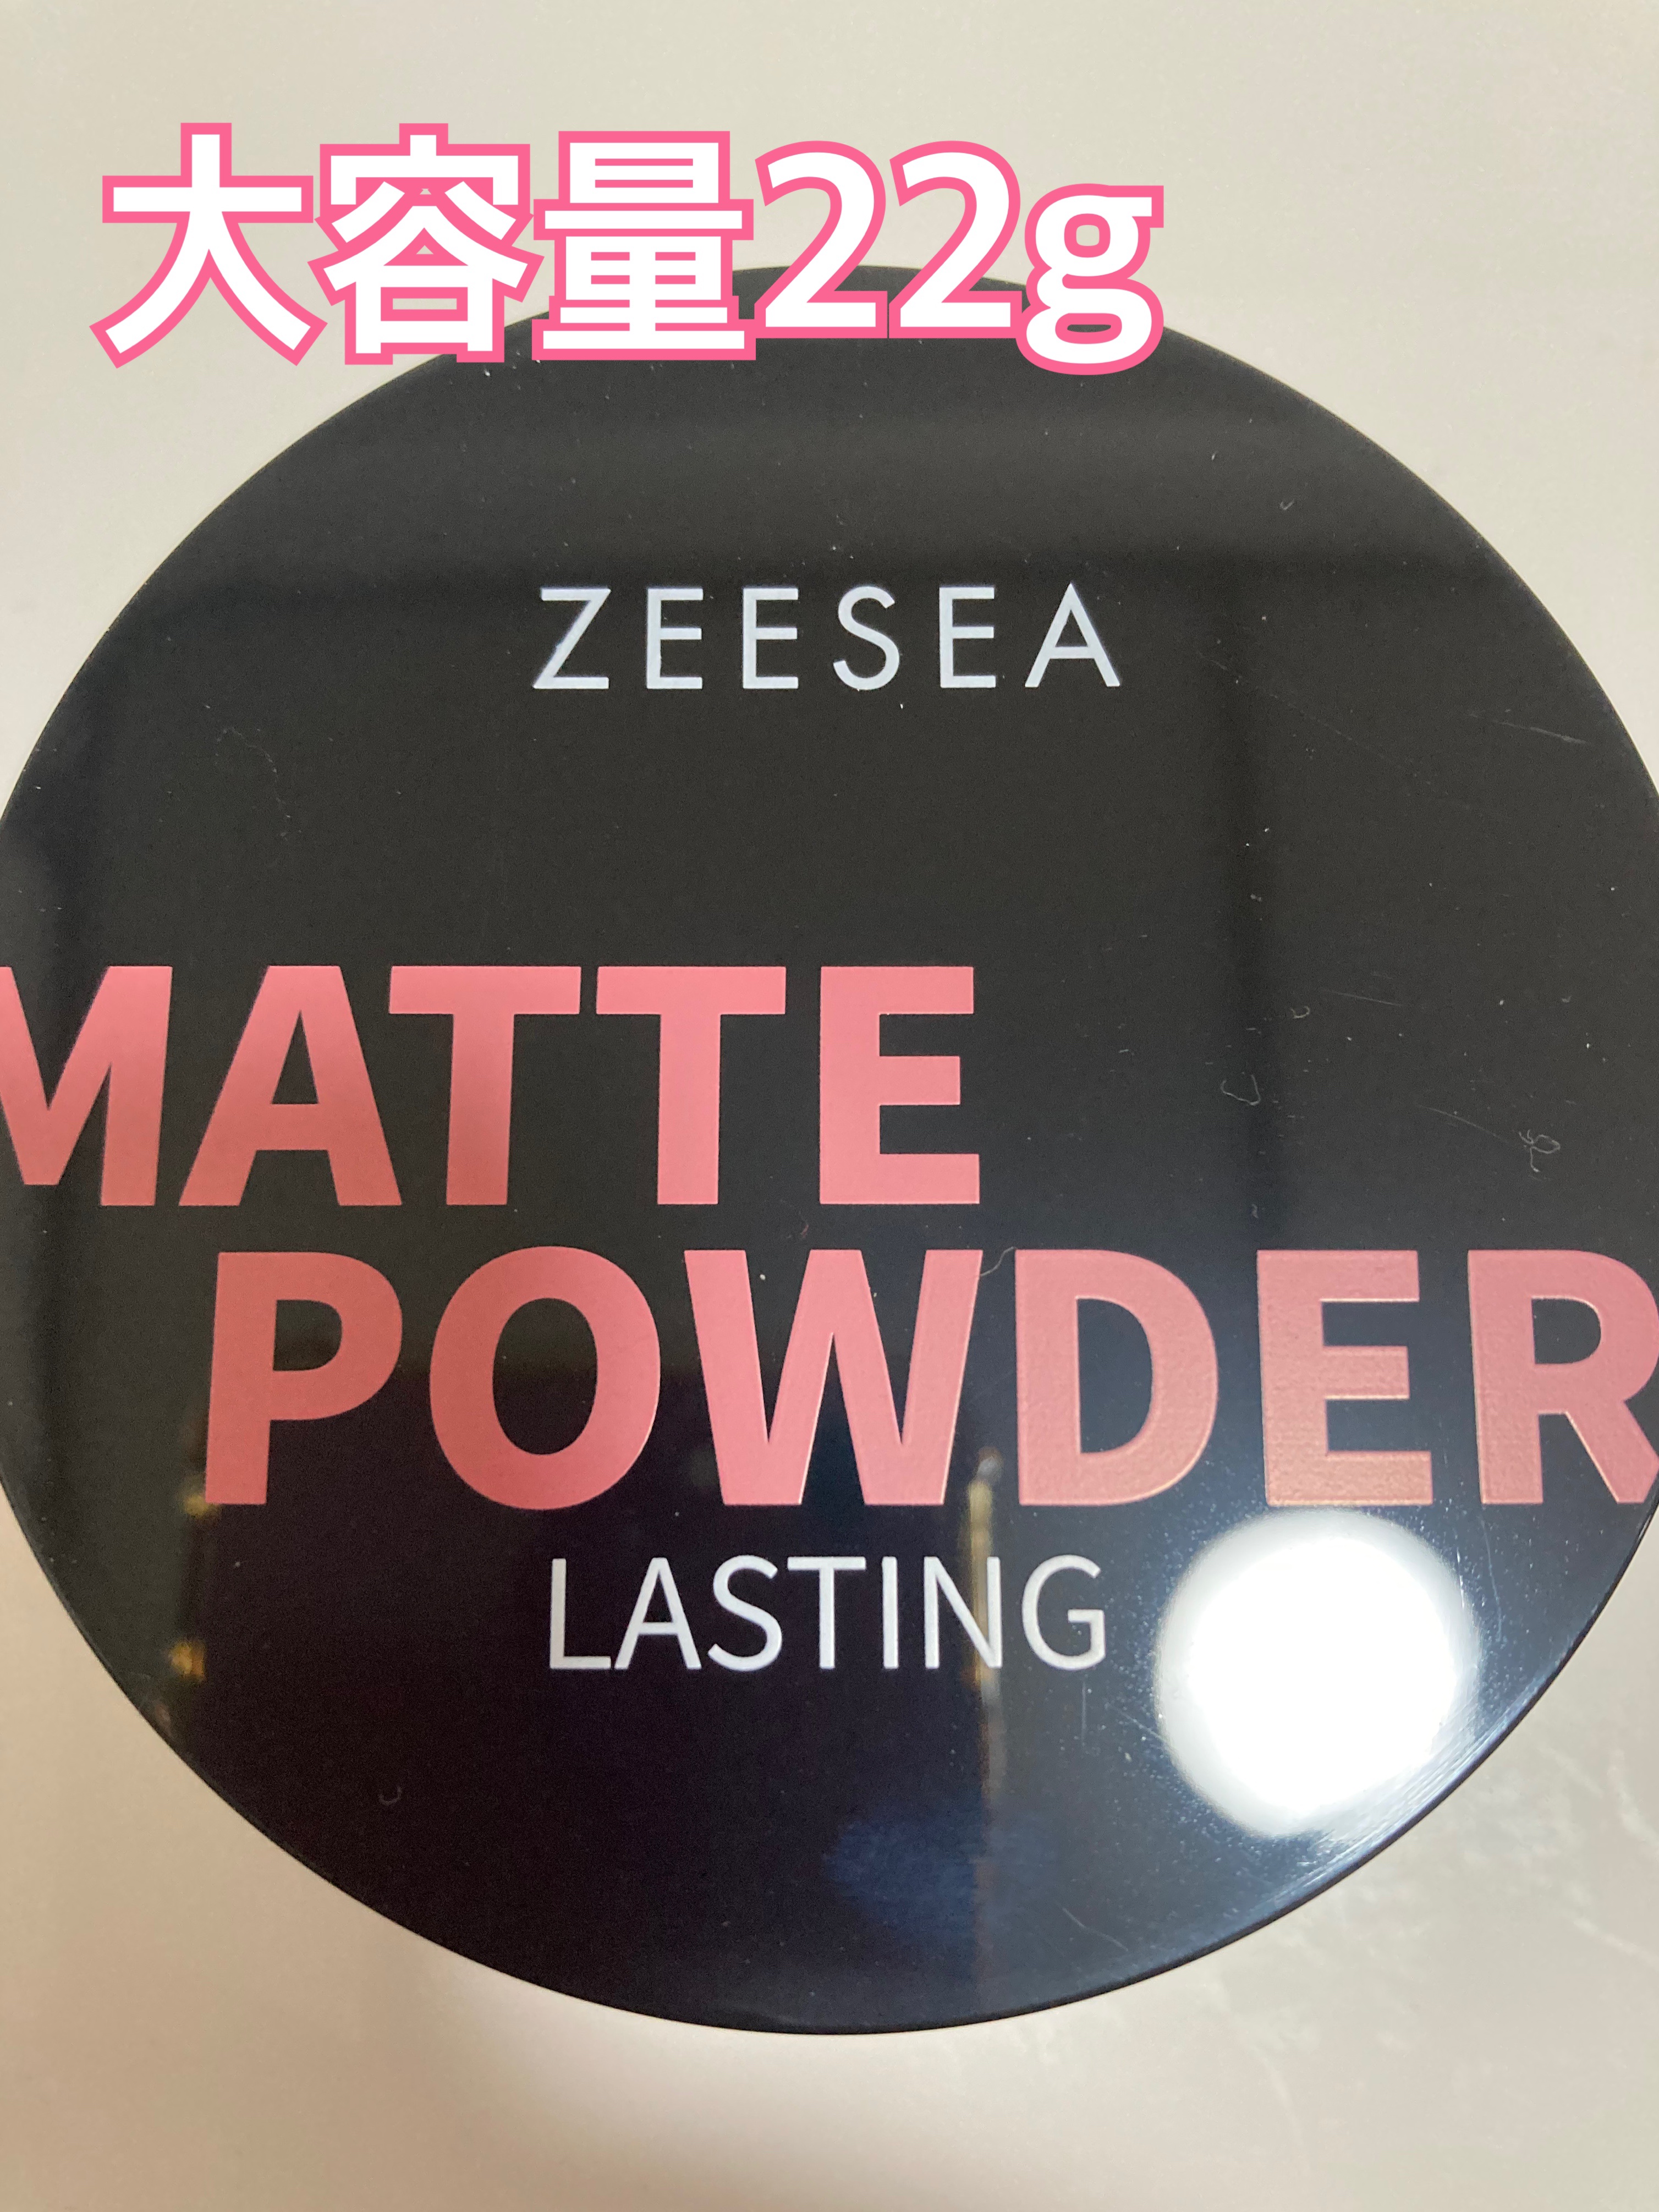 大容量22g
ZEESEA
MATTE
POWDER
LASTING